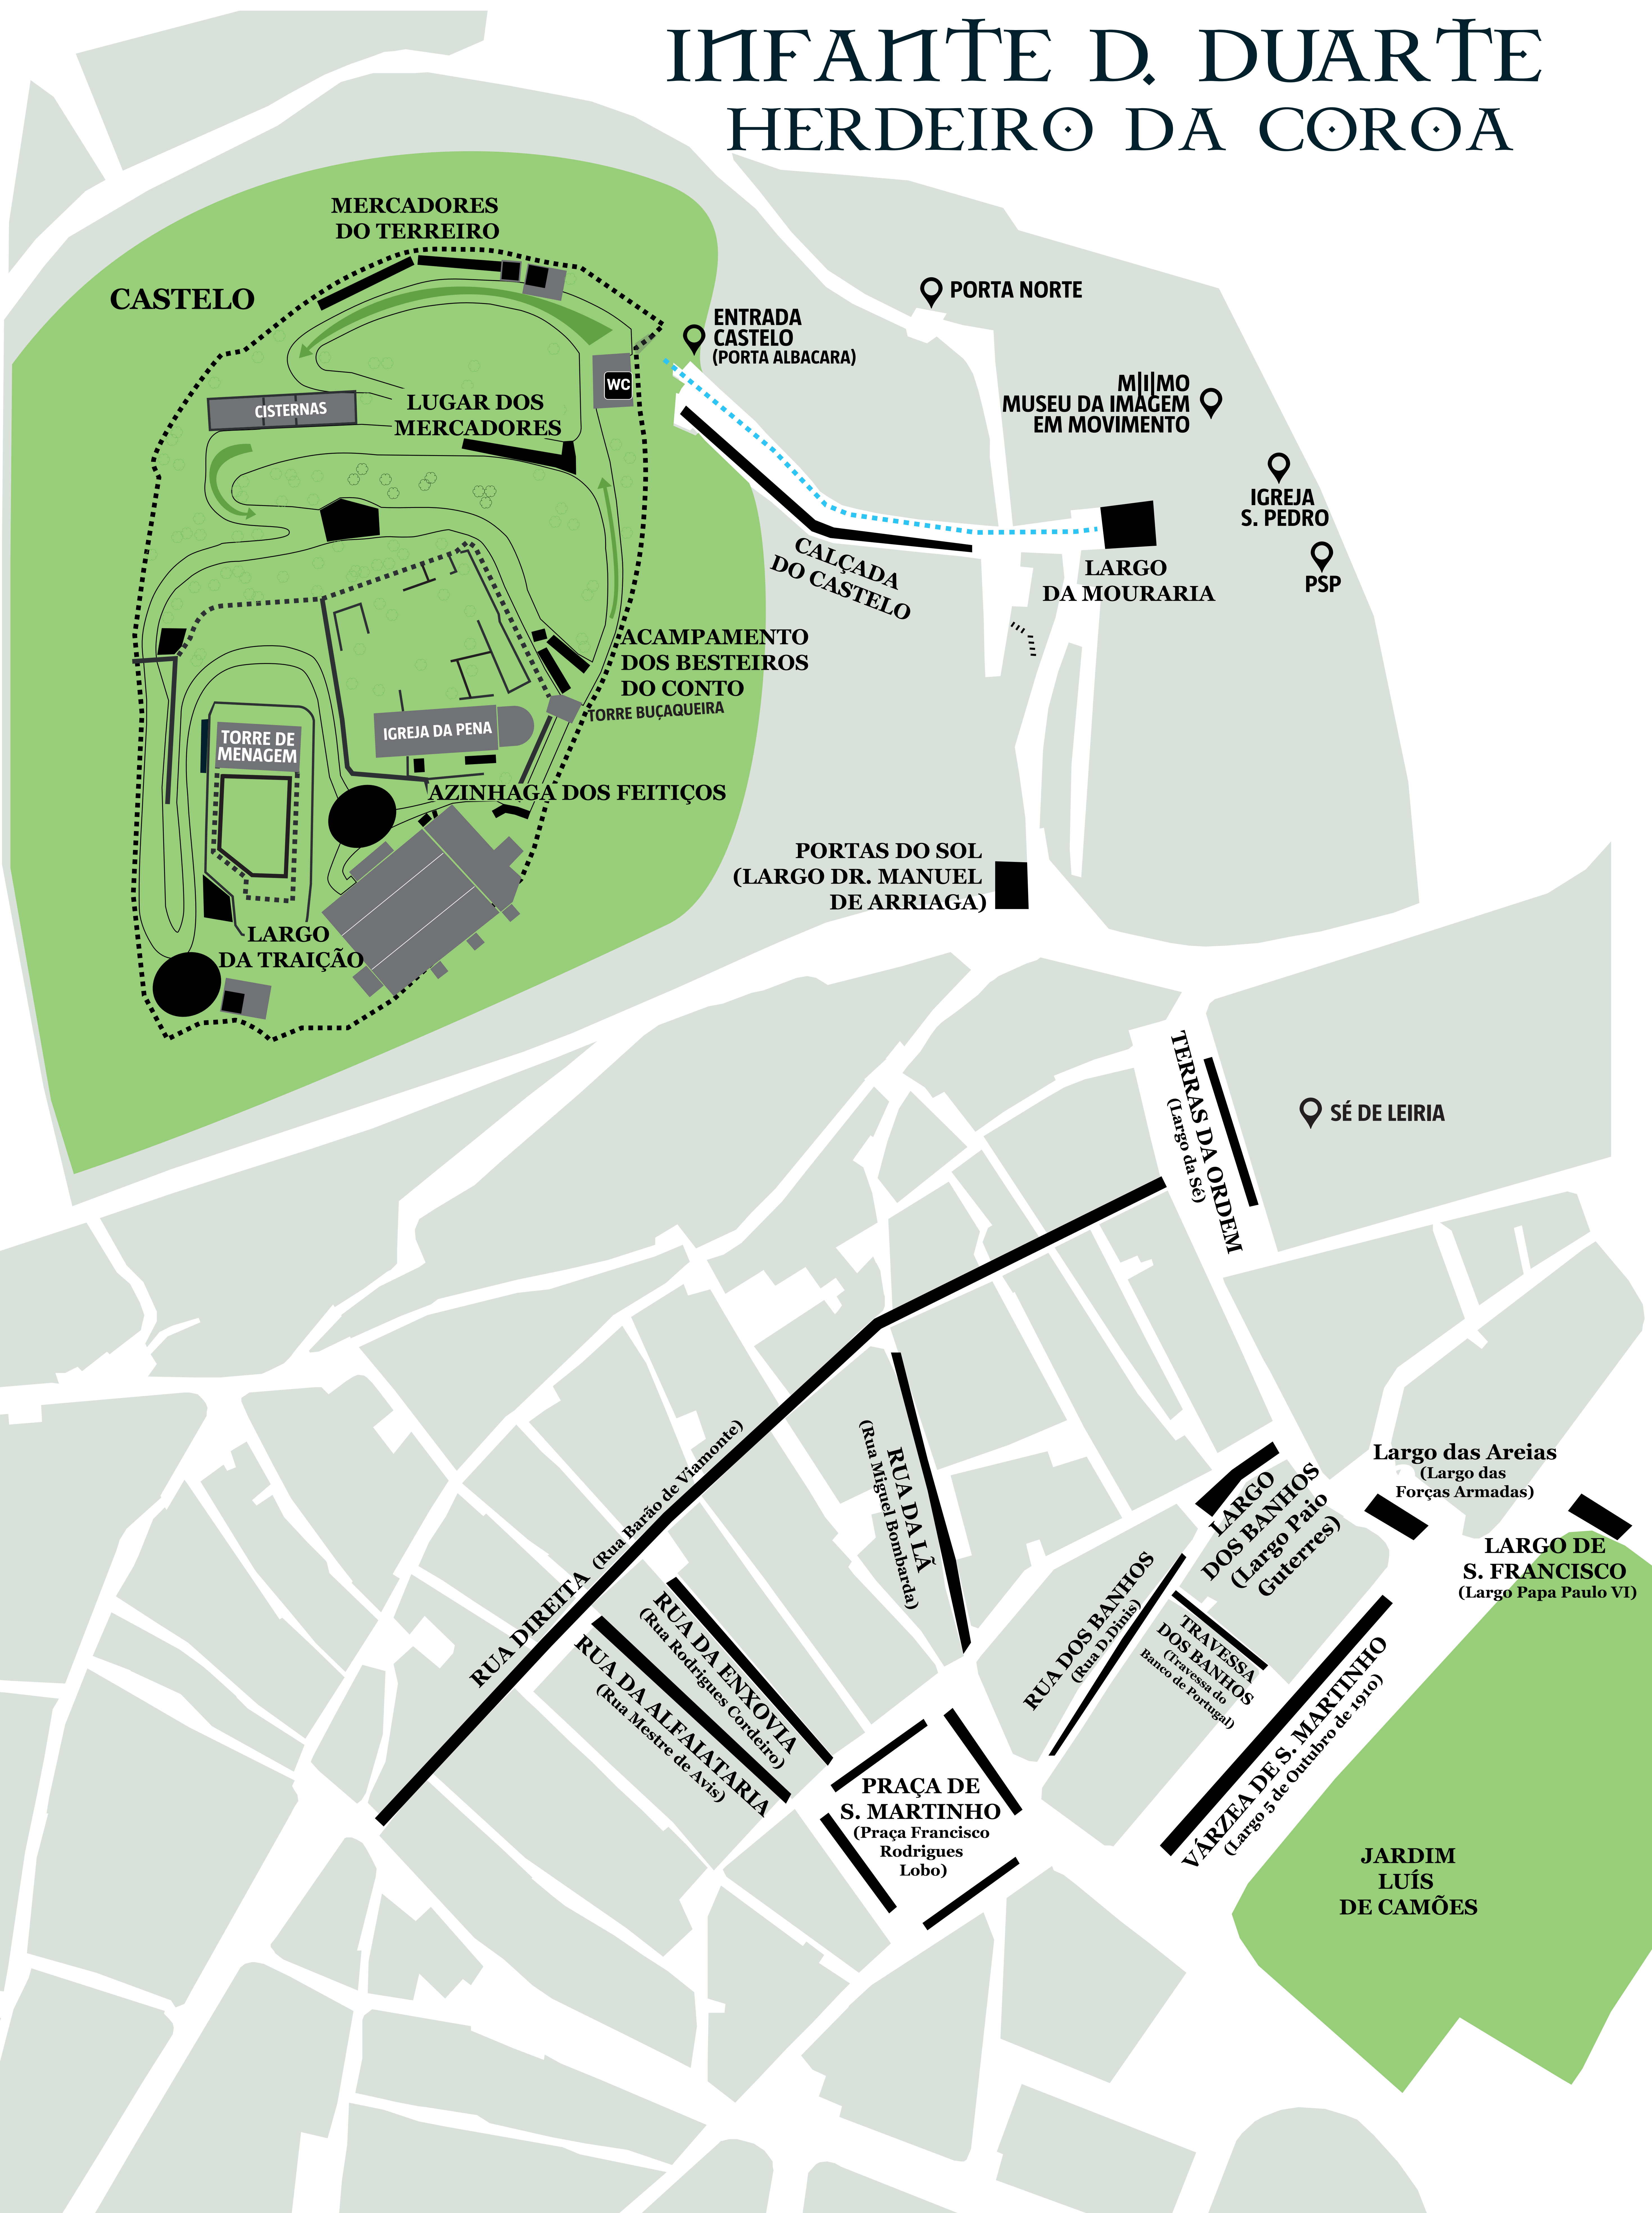 INFANTE D. DUARTE
HERDEIRO DA COROA
MERCADORES
DO TERREIRO
CASTELO
PORTA NORTE
ENTRADA
CASTELO
(PORTA ALBACARA)
WC
CISTERNAS
LUGAR DOS
MERCADORES
M|I|MO
MUSEU DA IMAGEM
EM MOVIMENTO
IGREJA
S. PEDRO
PSP
CALÇADA
DO CASTELO
LARGO
DA MOURARIA
ACAMPAMENTO
DOS BESTEIROS
DO CONTO
TORRE BUÇAQUEIRA
IGREJA DA PENA
TORRE DE
MENAGEM
AZINHAGA DOS FEITIÇOS
PORTAS DO SOL
(LARGO DR. MANUEL
DE ARRIAGA)
LARGO
DA TRAIÇÃO
TERRAS DA ORDEM
(Largo da Sé)
SÉ DE LEIRIA
RUA DIREITA (Rua Barão de Viamonte)
RUA DA LÃ
(Rua Miguel Bombarda)
LARGO
DOS BANHOS
(Largo Paio
Guterres)
Largo das Areias
(Largo das
Forças Armadas)
LARGO DE
S. FRANCISCO
(Largo Papa Paulo VI)
RUA DA ENXOVIA
(Rua Rodrigues Cordeiro)
RUA DA ALFAIATARIA
(Rua Mestre de Avis)
RUA DOS BANHOS
(Rua D.Dinis)
TRAVESSA
DOS BANHOS
(Travessa do
Banco de Portugal)
VÁRZEA DE S. MARTINHO
(Largo 5 de Outubro de 1910)
PRAÇA DE
S. MARTINHO
(Praça Francisco
Rodrigues
Lobo)
JARDIM
LUÍS
DE CAMÕES